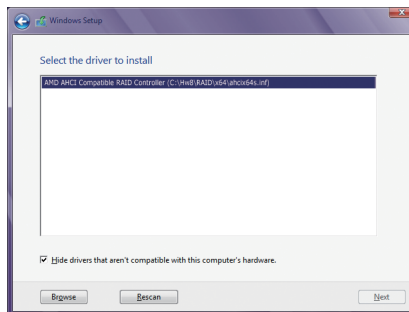 Windows Setup
Select the driver to install
AMD AHCI Compatible RAID Controller (C:\Hw8\RAID\x64\ahcix64s.inf)
Hide drivers that aren't compatible with this computer's hardware.
Browse
Rescan
Next